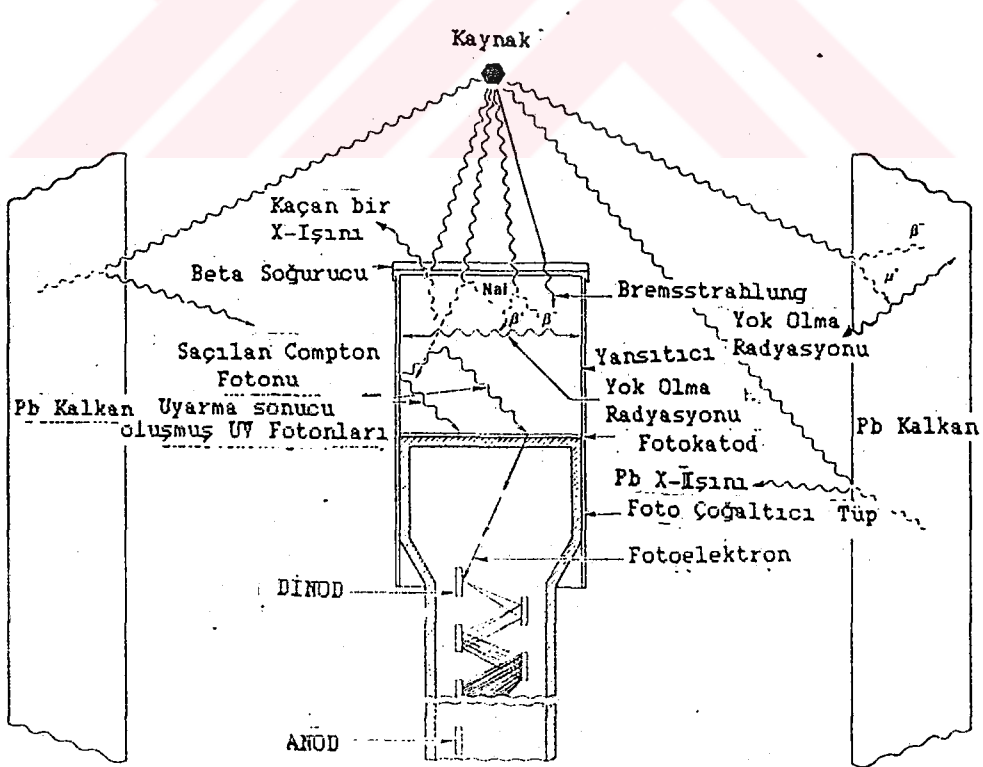 Kaynak
Kaçan bir
X-Işını
Beta Soğurucu
NaI
β⁺
β⁻
Bremsstrahlung
β⁻
Yok Olma
Radyasyonu
Saçılan Compton
Fotonu
Yansıtıcı
Yok Olma
Radyasyonu
Pb Kalkan
Uyarma sonucu
oluşmuş UV Fotonları
Fotokatod
Pb Kalkan
Pb X-Işını
Foto Çoğaltıcı Tüp
Fotoelektron
DİNOD
ANOD